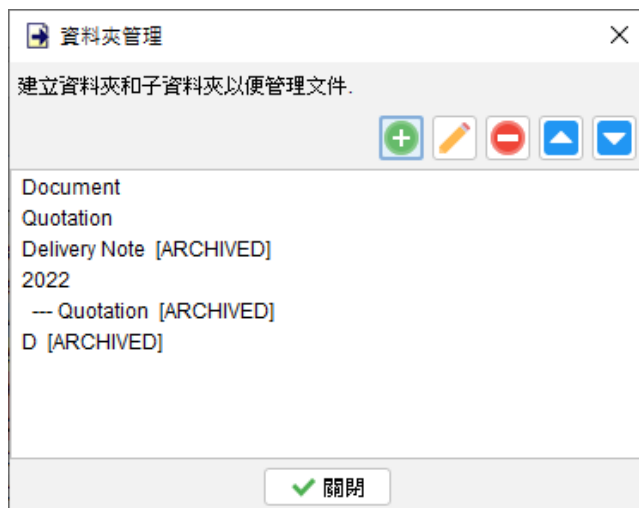 資料夾管理
建立資料夾和子資料夾以便管理文件.
Document
Quotation
Delivery Note [ARCHIVED]
2022
--- Quotation [ARCHIVED]
D [ARCHIVED]
關閉